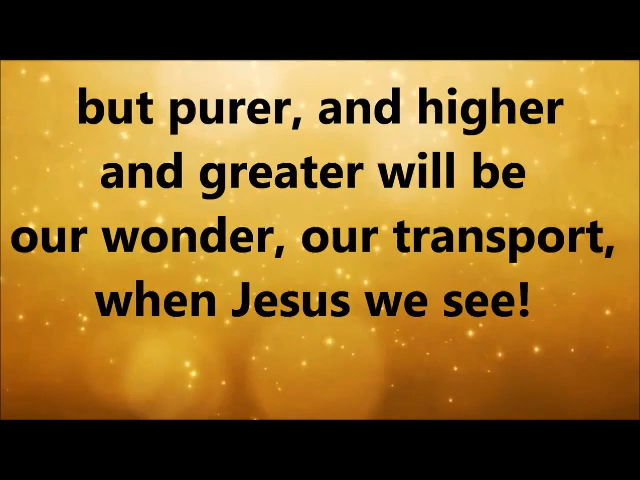 but purer, and higher
and greater will be
our wonder, our transport,
when Jesus we see!